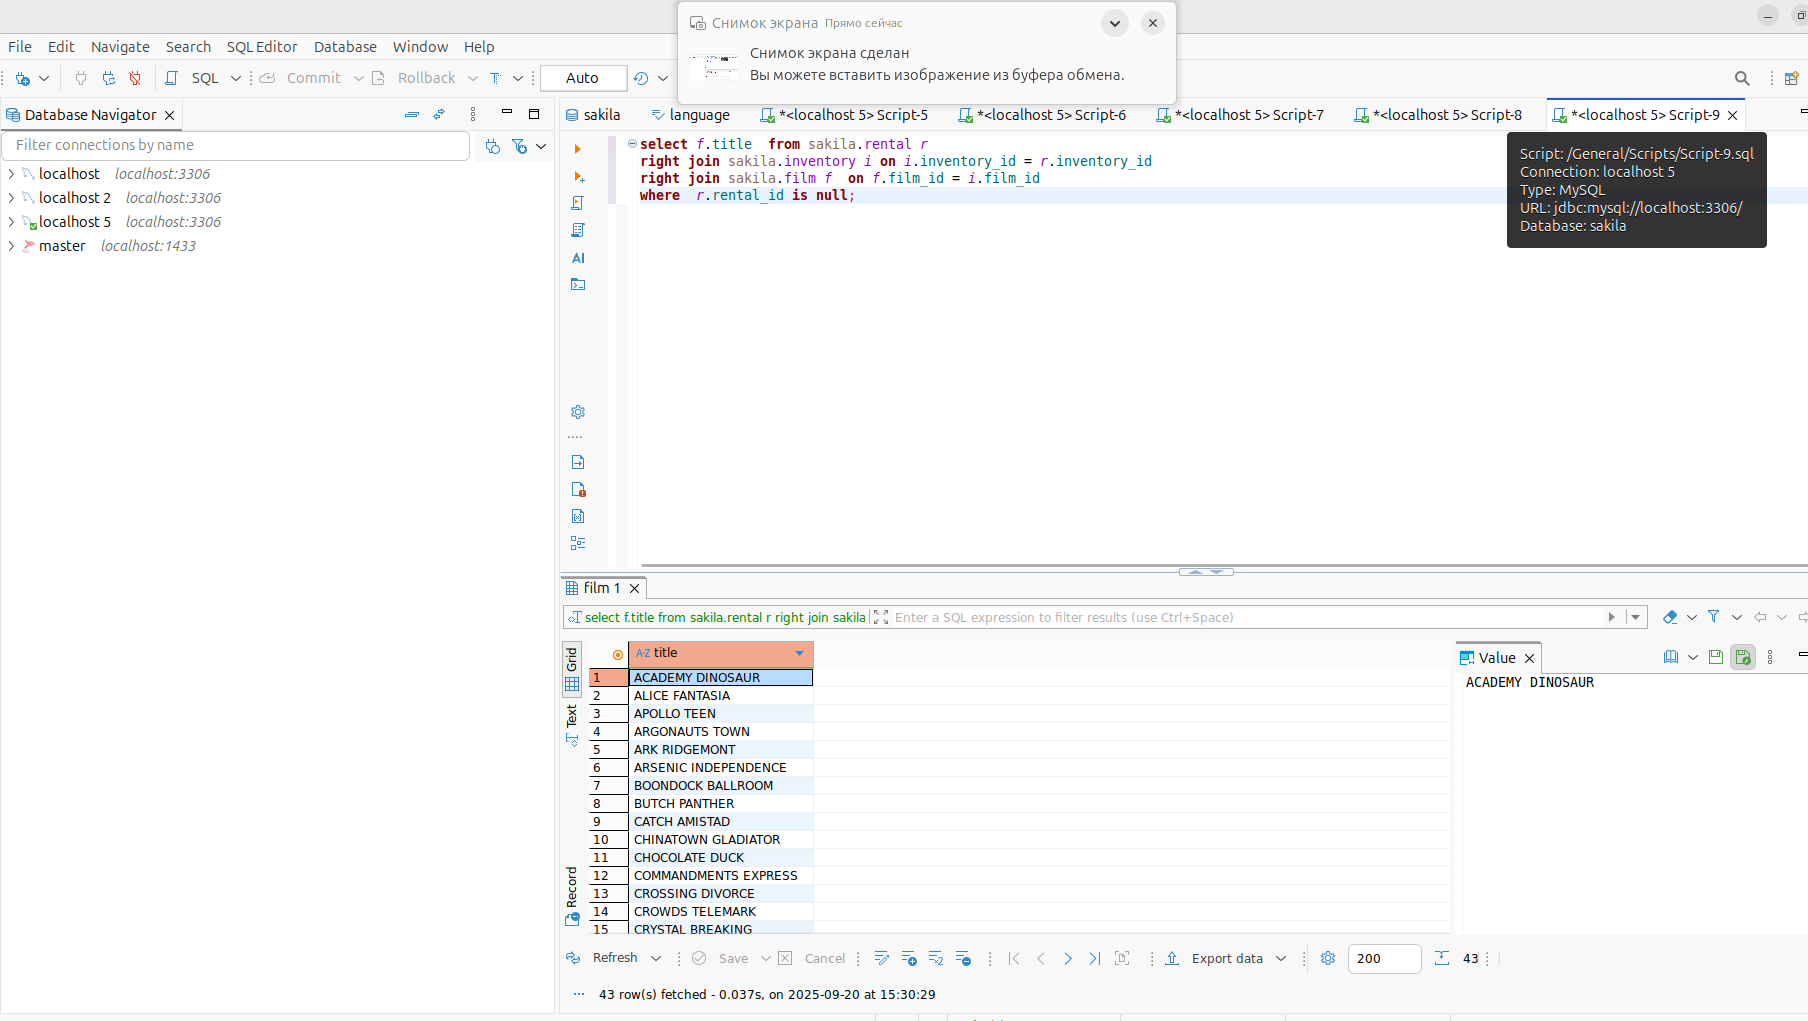 Снимок экрана Прямо сейчас
Снимок экрана сделан
Вы можете вставить изображение из буфера обмена.
File Edit Navigate Search SQL Editor Database Window Help
SQL Commit Rollback T Auto
Database Navigator
Filter connections by name
localhost localhost:3306
localhost 2 localhost:3306
localhost 5 localhost:3306
master localhost:1433
sakila language *<localhost 5> Script-5 *<localhost 5> Script-6 *<localhost 5> Script-7 *<localhost 5> Script-8 *<localhost 5> Script-9
AI
select f.title  from sakila.rental r
right join sakila.inventory i on i.inventory_id = r.inventory_id
right join sakila.film f  on f.film_id = i.film_id
where  r.rental_id is null;
Script: /General/Scripts/Script-9.sql
Connection: localhost 5
Type: MySQL
URL: jdbc:mysql://localhost:3306/
Database: sakila
film 1
select f.title from sakila.rental r right join sakila Enter a SQL expression to filter results (use Ctrl+Space)
Grid
Text
Record
A-Z title
1 ACADEMY DINOSAUR
2 ALICE FANTASIA
3 APOLLO TEEN
4 ARGONAUTS TOWN
5 ARK RIDGEMONT
6 ARSENIC INDEPENDENCE
7 BOONDOCK BALLROOM
8 BUTCH PANTHER
9 CATCH AMISTAD
10 CHINATOWN GLADIATOR
11 CHOCOLATE DUCK
12 COMMANDMENTS EXPRESS
13 CROSSING DIVORCE
14 CROWDS TELEMARK
15 CRYSTAL BREAKING
Value
ACADEMY DINOSAUR
Refresh Save Cancel Export data 200 43
43 row(s) fetched - 0.037s, on 2025-09-20 at 15:30:29